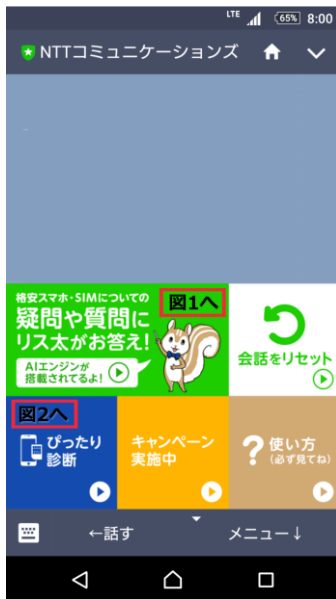 LTE 65% 8:00
NTTコミュニケーションズ
格安スマホ・SIMについての
疑問や質問に
リス太がお答え!
AIエンジンが
搭載されてるよ!
図1へ
会話をリセット
図2へ
ぴったり
診断
キャンペーン
実施中
?使い方
(必ず見てね)
←話す
メニュー↓